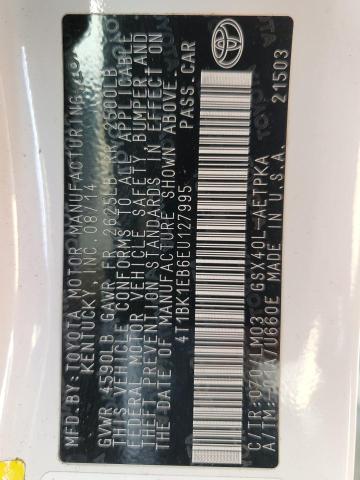 MFD.BY:TOYOTA MOTOR MANUFACTURING,
KENTUCKY, INC. 08/14
GVWR 4590LB GAWR FR 2625LB RR 2500LB
THIS VEHICLE CONFORMS TO ALL APPLICABLE
FEDERAL MOTOR VEHICLE SAFETY, BUMPER, AND
THEFT PREVENTION STANDARDS IN EFFECT ON
THE DATE OF MANUFACTURE SHOWN ABOVE.
4T1BK1EB6EU127995 PASS.CAR
C/TR:070/LM03 GSX40L-AETPKA
A/TM: /U660E MADE IN U.S.A. 21503